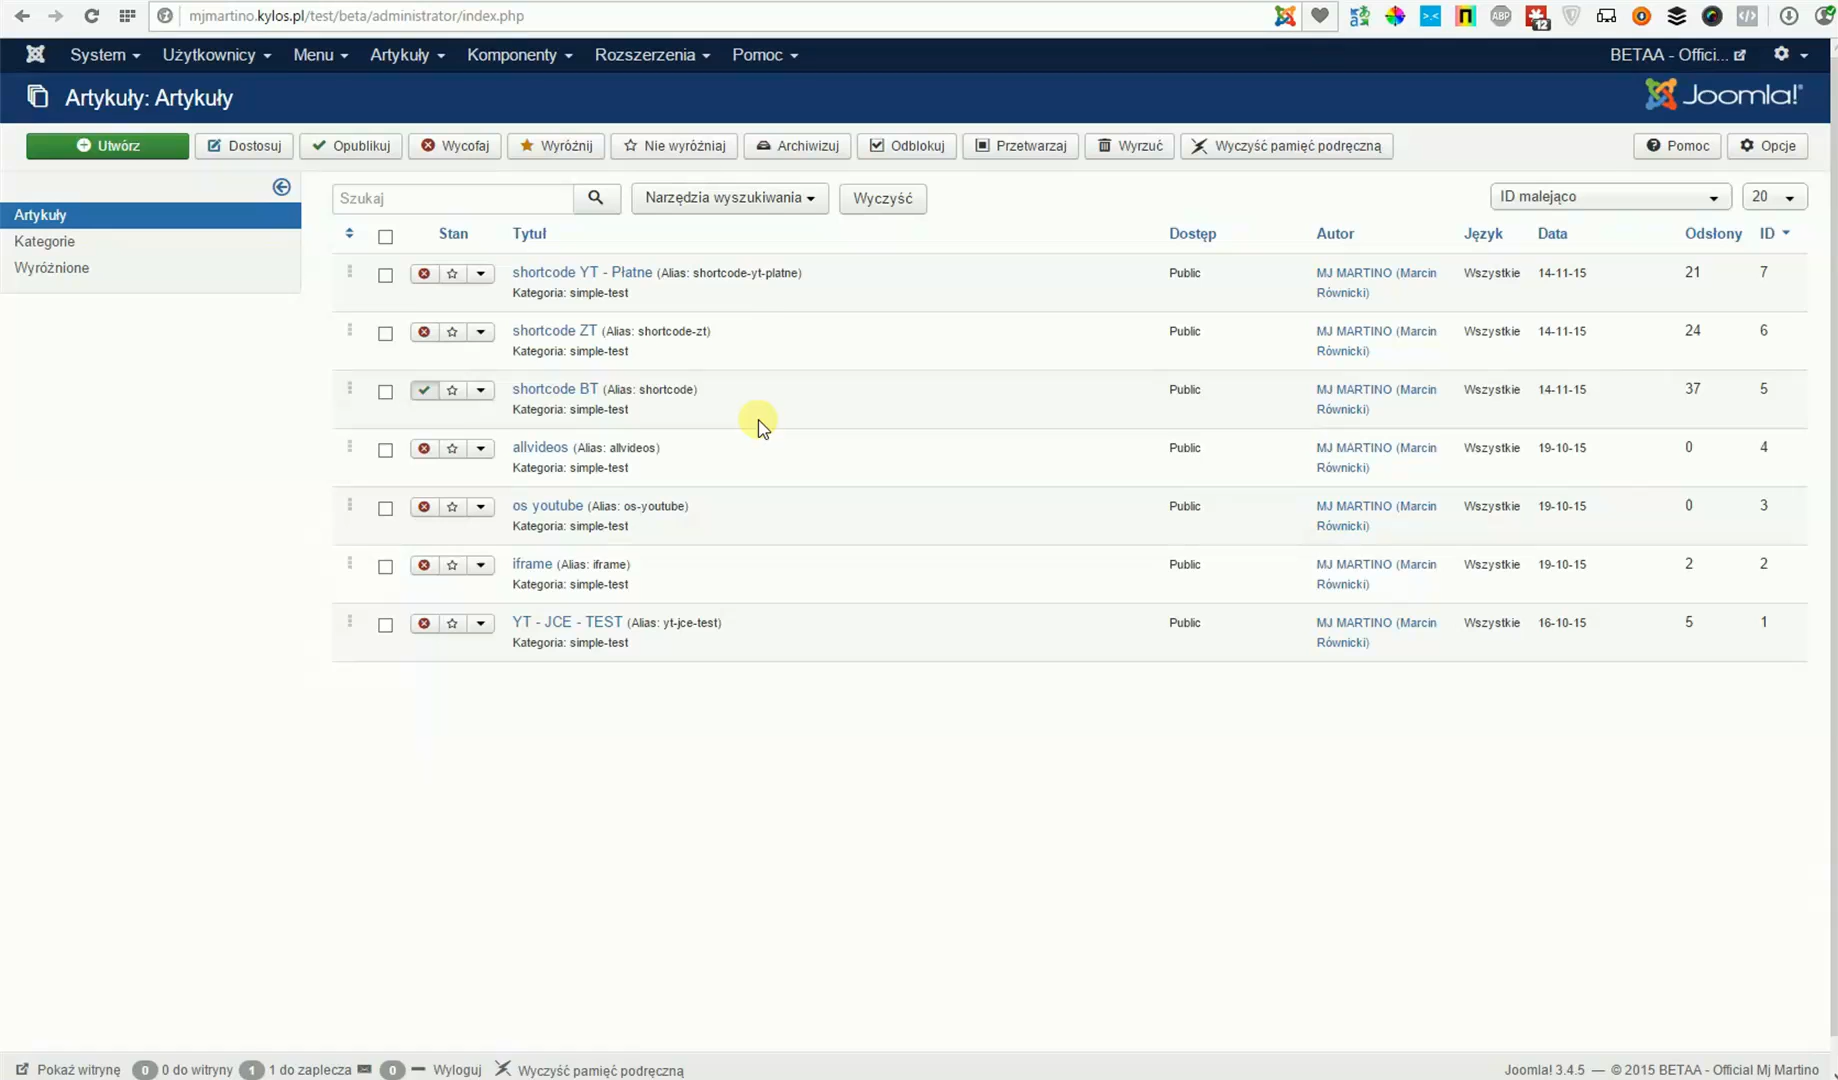 mjmartino.kylos.pl/test/beta/administrator/index.php
ABP
12
System Użytkownicy Menu Artykuły Komponenty Rozszerzenia Pomoc BETAA - Offici...
Artykuły: Artykuły
Joomla!
Utwórz Dostosuj Opublikuj Wycofaj Wyróżnij Nie wyróżniaj Archiwizuj Odblokuj Przetwarzaj Wyrzuć Wyczyść pamięć podręczną Pomoc Opcje
Artykuły
Kategorie
Wyróżnione
Szukaj Narzędzia wyszukiwania Wyczyść ID malejąco 20
Stan Tytuł Dostęp Autor Język Data Odsłony ID
shortcode YT - Płatne (Alias: shortcode-yt-platne) Public MJ MARTINO (Marcin Wszystkie 14-11-15 21 7
Kategoria: simple-test Równicki)
shortcode ZT (Alias: shortcode-zt) Public MJ MARTINO (Marcin Wszystkie 14-11-15 24 6
Kategoria: simple-test Równicki)
shortcode BT (Alias: shortcode) Public MJ MARTINO (Marcin Wszystkie 14-11-15 37 5
Kategoria: simple-test Równicki)
allvideos (Alias: allvideos) Public MJ MARTINO (Marcin Wszystkie 19-10-15 0 4
Kategoria: simple-test Równicki)
os youtube (Alias: os-youtube) Public MJ MARTINO (Marcin Wszystkie 19-10-15 0 3
Kategoria: simple-test Równicki)
iframe (Alias: iframe) Public MJ MARTINO (Marcin Wszystkie 19-10-15 2 2
Kategoria: simple-test Równicki)
YT - JCE - TEST (Alias: yt-jce-test) Public MJ MARTINO (Marcin Wszystkie 16-10-15 5 1
Kategoria: simple-test Równicki)
Pokaż witrynę 0 0 do witryny 1 1 do zaplecza 0 Wyloguj Wyczyść pamięć podręczną Joomla! 3.4.5 — © 2015 BETAA - Official Mj Martino